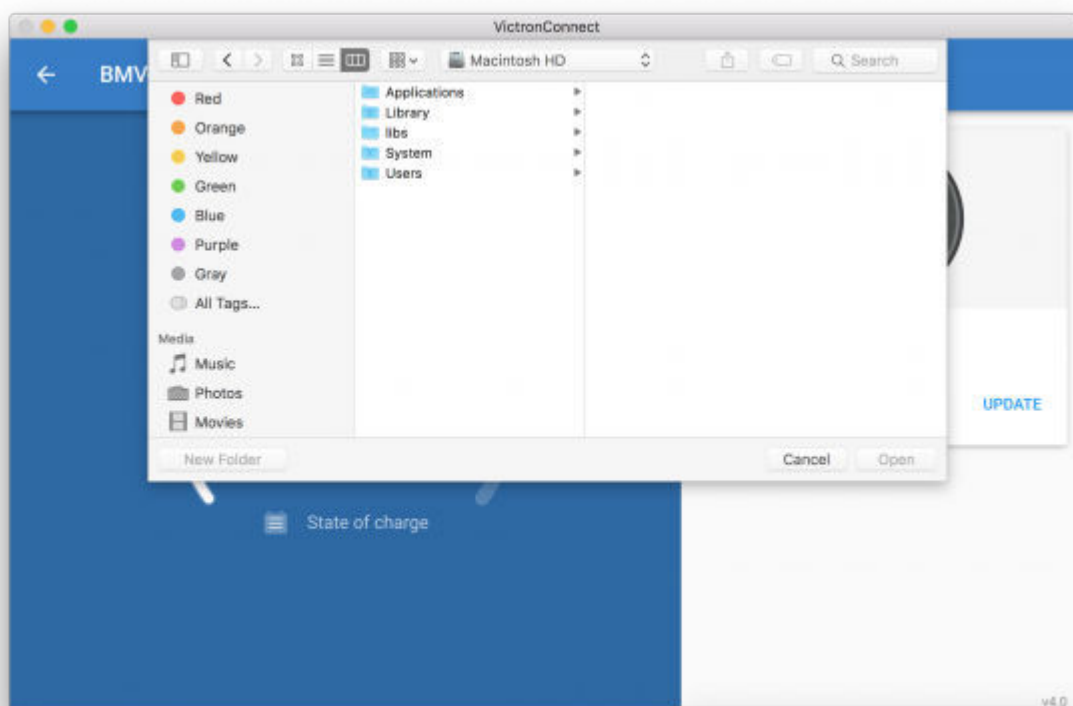 VictronConnect
BMV
Macintosh HD
Search
Red
Orange
Yellow
Green
Blue
Purple
Gray
All Tags...
Media
Music
Photos
Movies
Applications
Library
libs
System
Users
UPDATE
New Folder
Cancel
Open
State of charge
v4.0